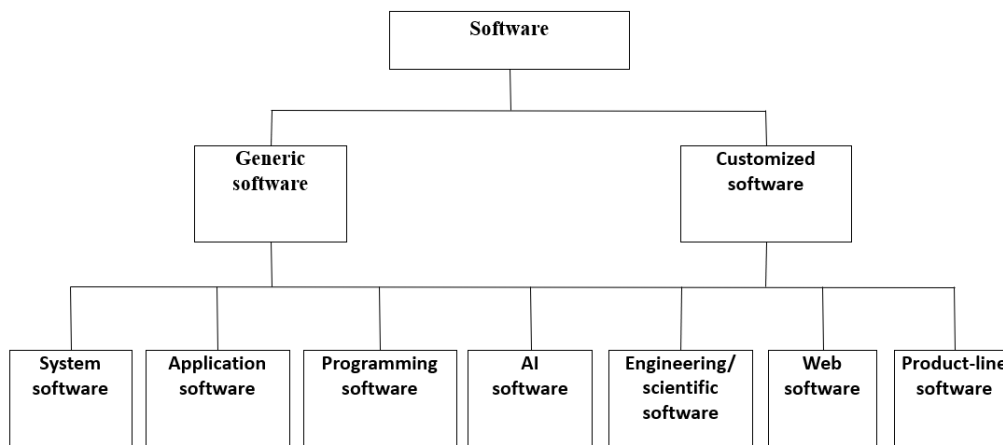 Software
Generic
software
Customized
software
System
software
Application
software
Programming
software
AI
software
Engineering/
scientific
software
Web
software
Product-line
software